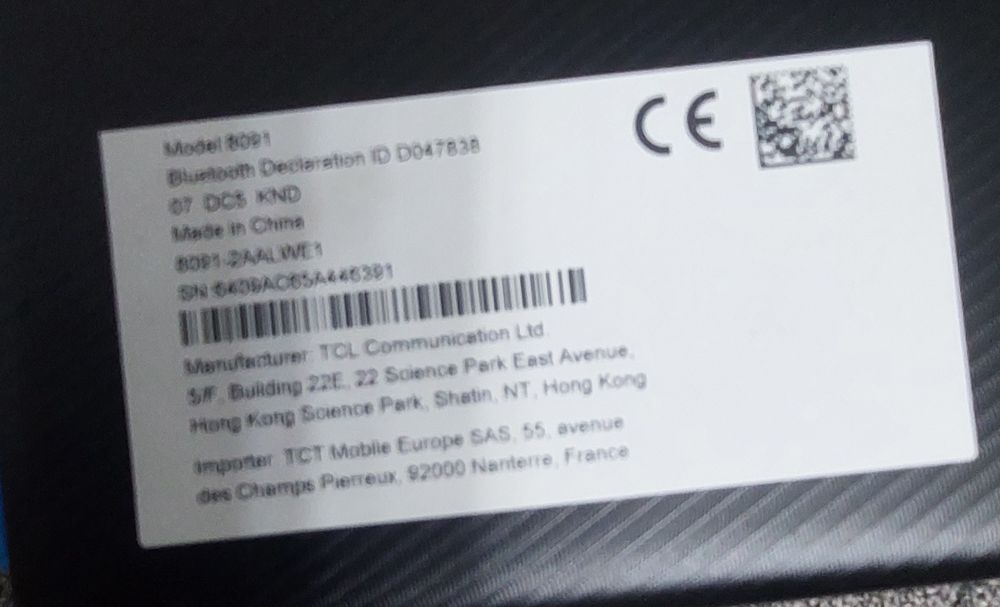 Model 8091
Bluetooth Declaration ID D047838
07 DC5 KND
Made in China
8091-2AALWE1
SN:
CE
Manufacturer: TCL Communication Ltd.
5/F, Building 22E, 22 Science Park East Avenue,
Hong Kong Science Park, Shatin, NT, Hong Kong
Importer TCT Mobile Europe SAS, 55, avenue
des Champs Pierreux, 92000 Nanterre, France